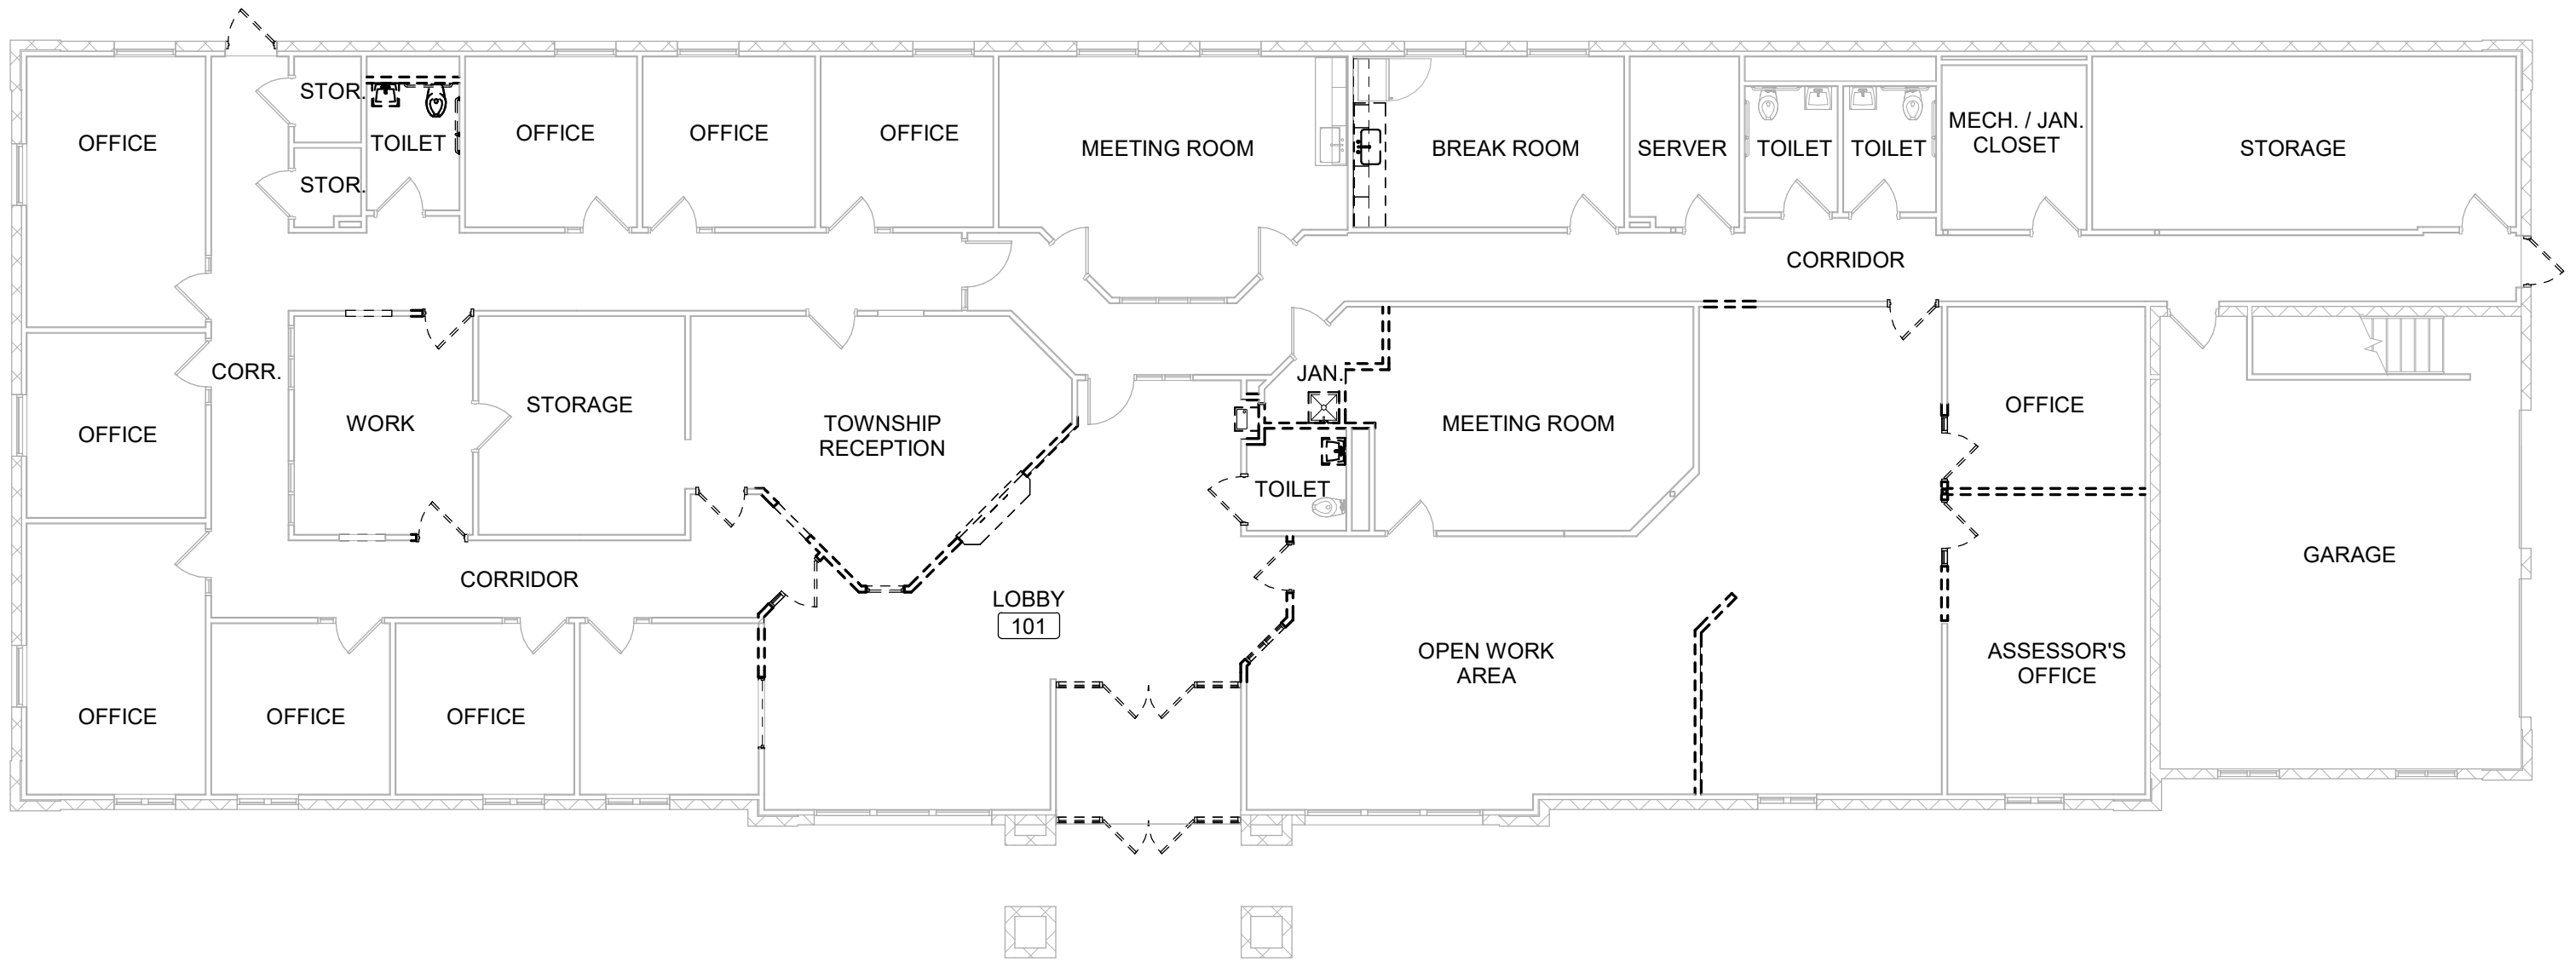 STOR.
OFFICE
TOILET
OFFICE
OFFICE
OFFICE
MEETING ROOM
BREAK ROOM
SERVER
TOILET
TOILET
MECH. / JAN.
CLOSET
STORAGE
STOR.
CORRIDOR
CORR.
JAN.
OFFICE
WORK
STORAGE
TOWNSHIP
RECEPTION
MEETING ROOM
OFFICE
TOILET
GARAGE
CORRIDOR
LOBBY
101
OPEN WORK
AREA
ASSESSOR'S
OFFICE
OFFICE
OFFICE
OFFICE